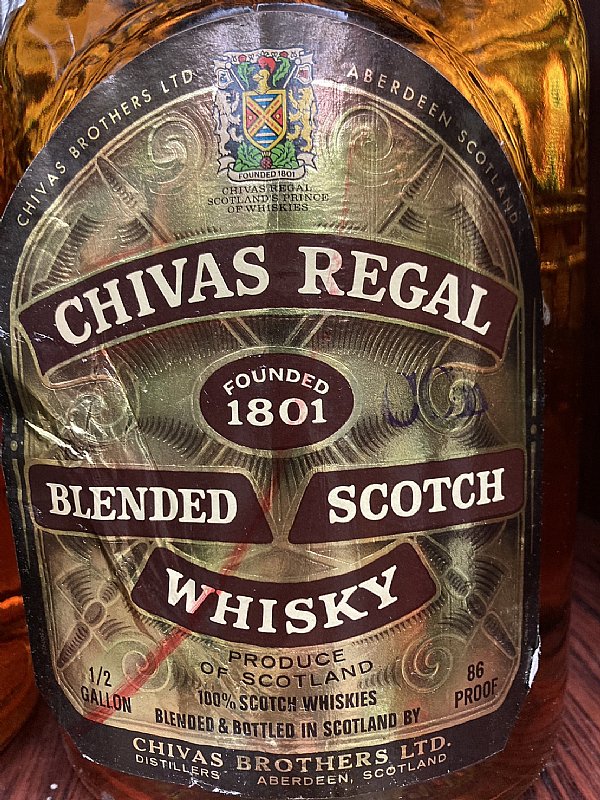 CHIVAS BROTHERS LTD.
ABERDEEN, SCOTLAND
FOUNDED 1801
CHIVAS REGAL
SCOTLAND'S PRINCE
OF WHISKIES
CHIVAS REGAL
FOUNDED
1801
BLENDED SCOTCH
WHISKY
PRODUCE
OF SCOTLAND
1/2
GALLON
100% SCOTCH WHISKIES
86
PROOF
BLENDED & BOTTLED IN SCOTLAND BY
CHIVAS BROTHERS LTD.
DISTILLERS ABERDEEN, SCOTLAND